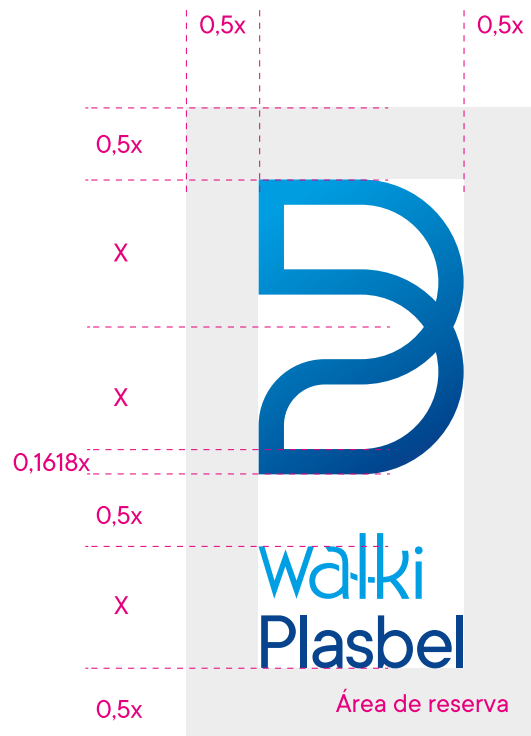 0,5x 0,5x
0,5x
X
X
0,1618x
0,5x
walki
X
Plasbel
Área de reserva
0,5x